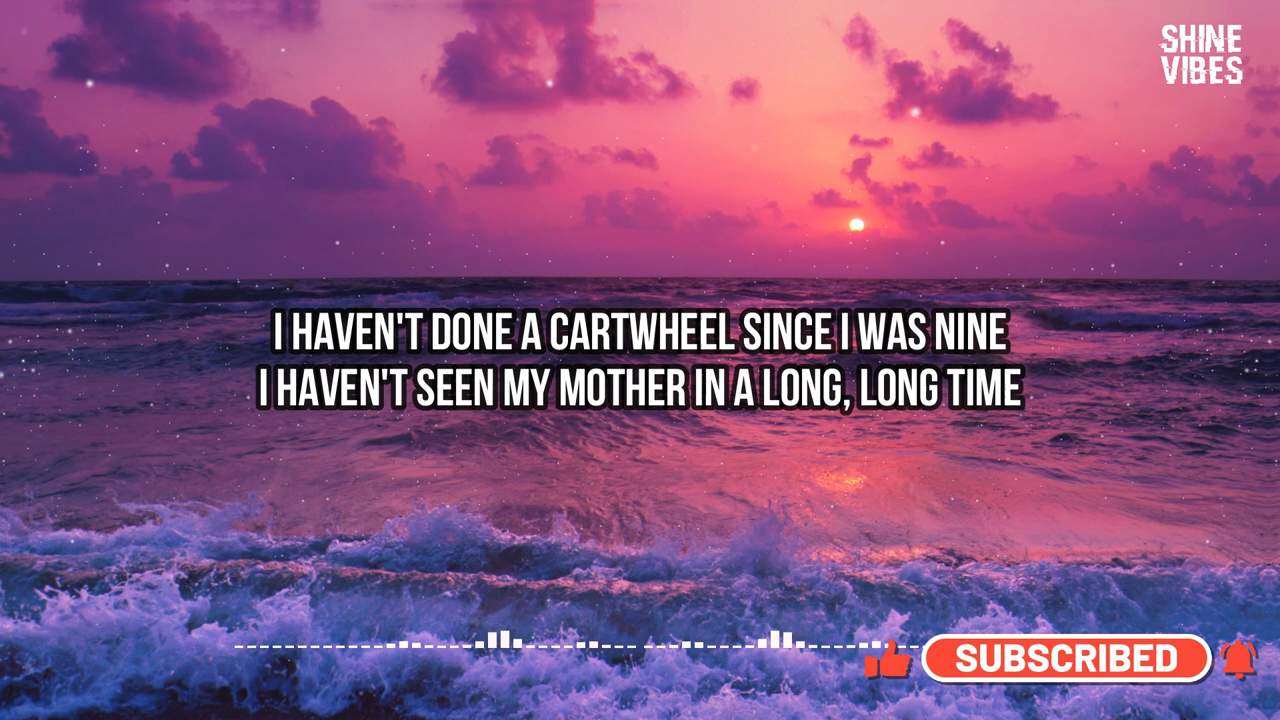 SHINE
VIBES
I HAVEN'T DONE A CARTWHEEL SINCE I WAS NINE
I HAVEN'T SEEN MY MOTHER IN A LONG, LONG TIME
SUBSCRIBED